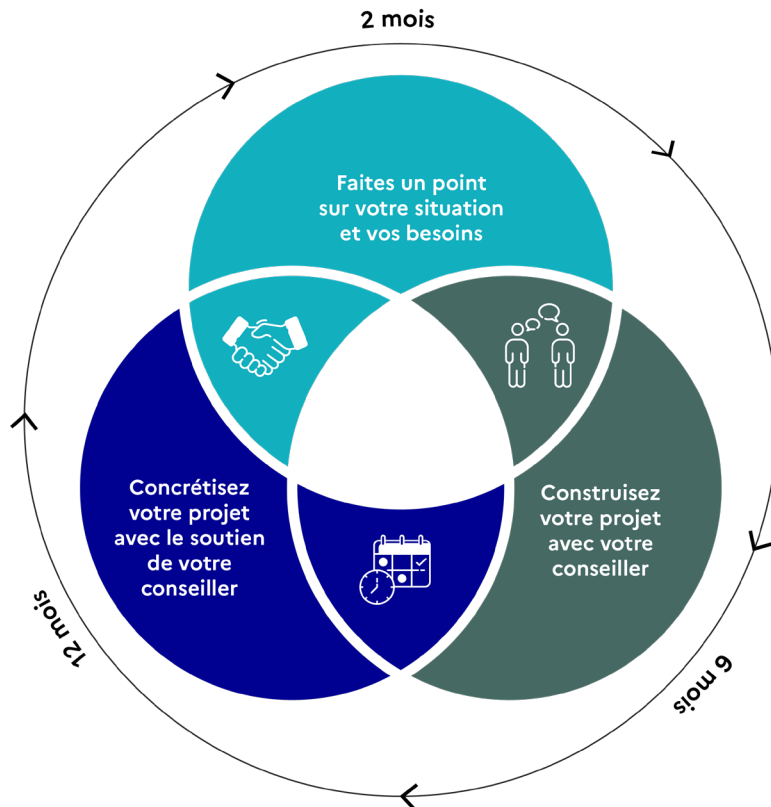 2 mois
Faites un point
sur votre situation
et vos besoins
Concrétisez
votre projet
avec le soutien
de votre
conseiller
Construisez
votre projet
avec votre
conseiller
12 mois
6 mois